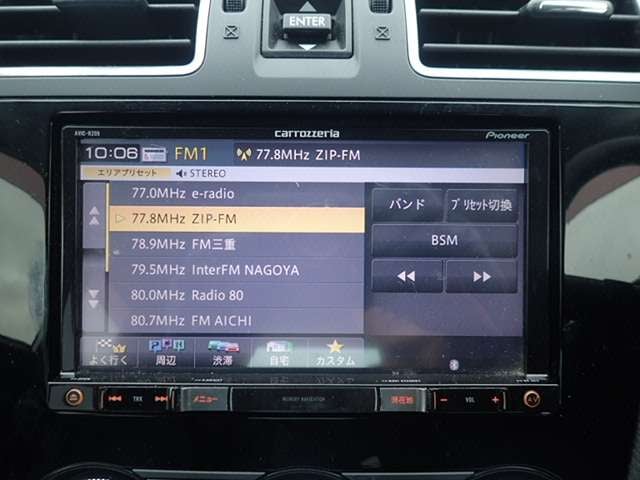 ENTER
AVIC-RZ09 carrozzeria Pioneer
10:06 FM1 77.8MHz ZIP-FM
エリアプリセット STEREO
77.0MHz e-radio
77.8MHz ZIP-FM
78.9MHz FM三重
79.5MHz InterFM NAGOYA
80.0MHz Radio 80
80.7MHz FM AICHI
バンド プリセット切換
BSM
よく行く 周辺 渋滞 自宅 カスタム
TRK メニュー MEMORY NAVIGATION 現在地 VOL AV